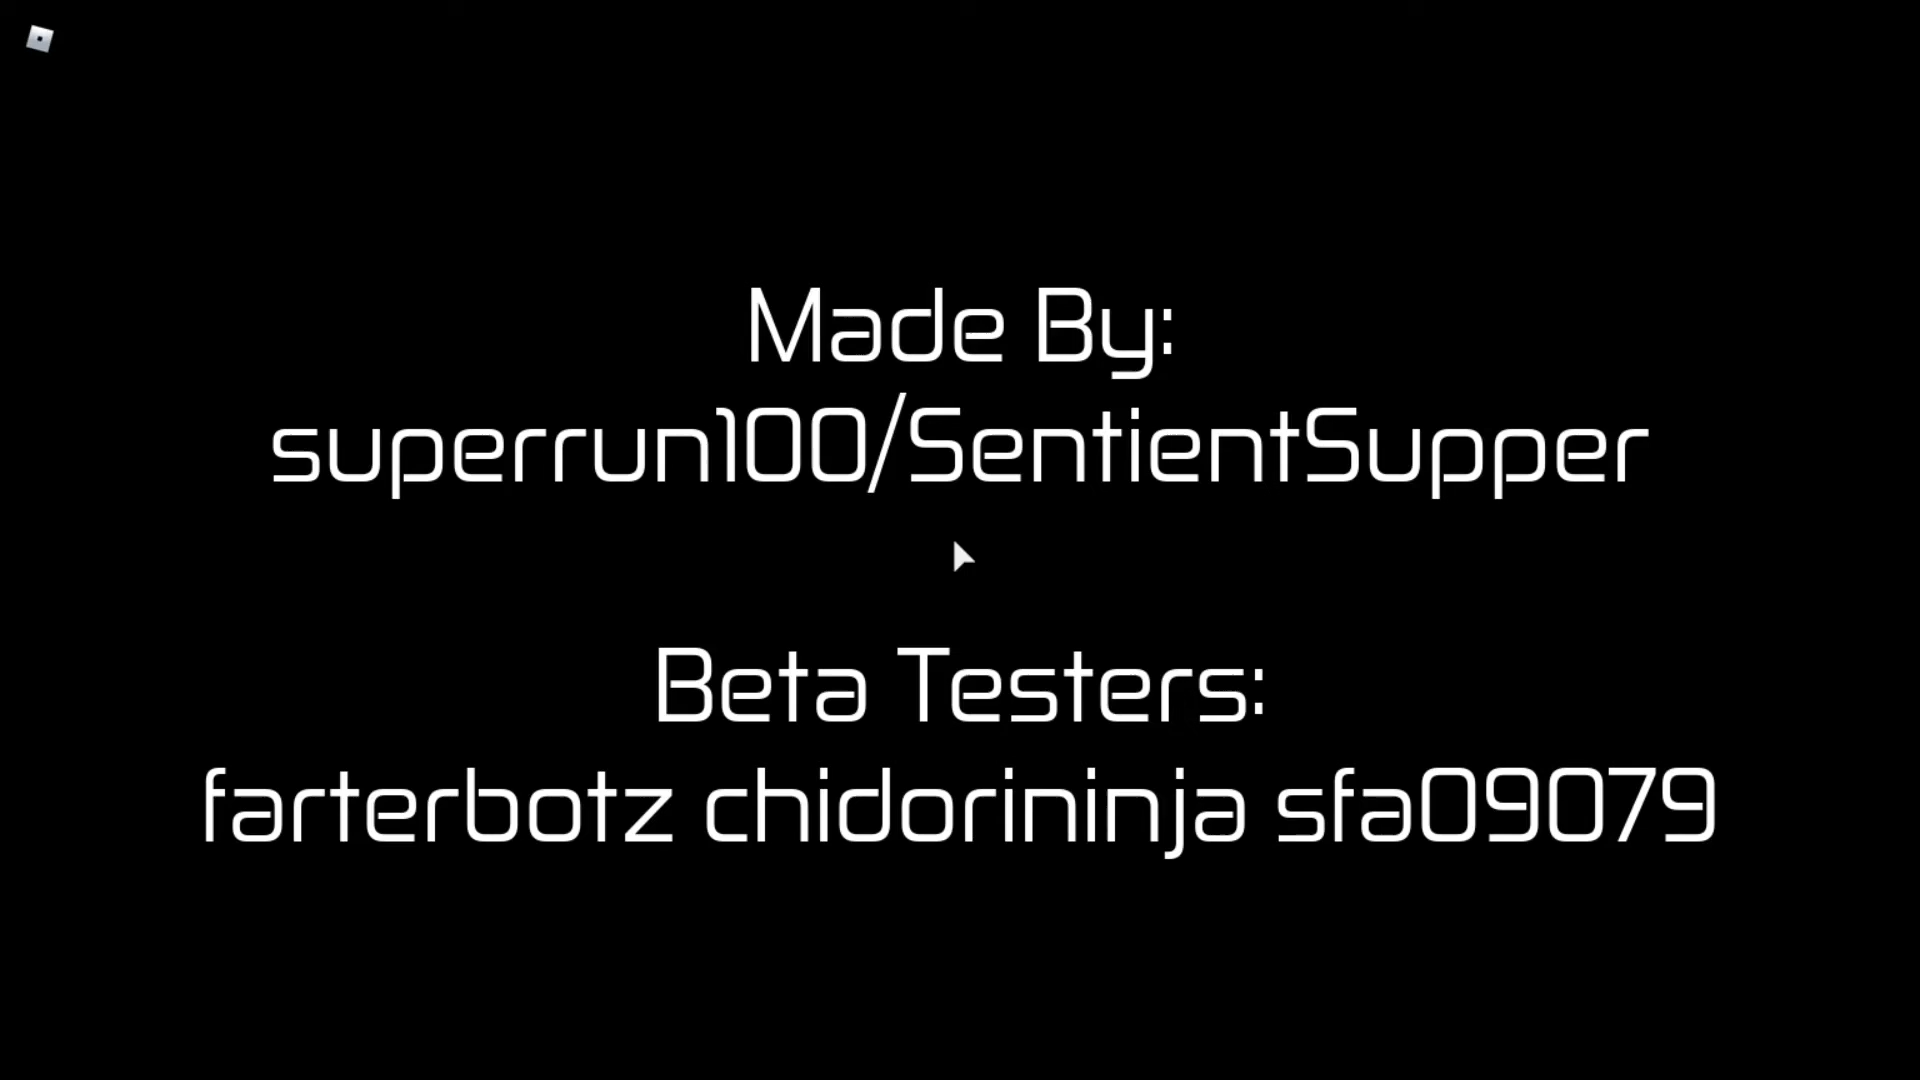 Made By:
superrun100/SentientSupper
Beta Testers:
farterbotz chidorininja sfa09079